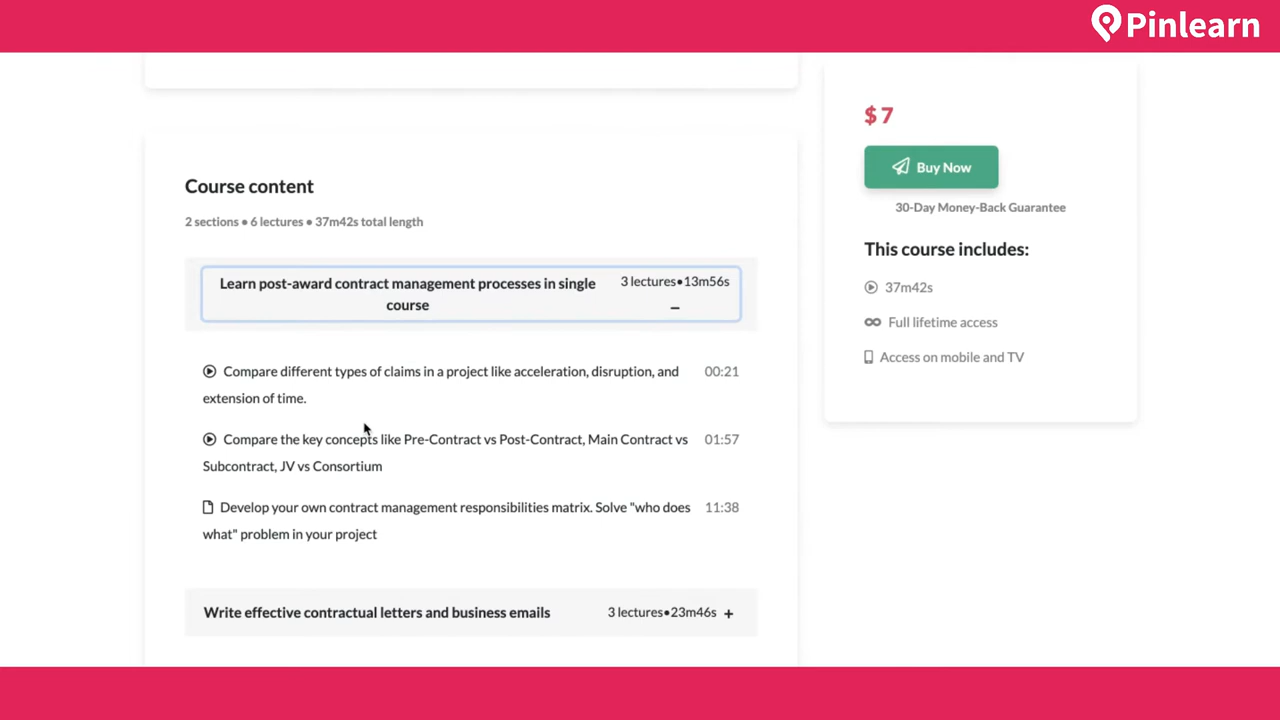 Pinlearn
$ 7
Buy Now
30-Day Money-Back Guarantee
This course includes:
37m42s
Full lifetime access
Access on mobile and TV
Course content
2 sections • 6 lectures • 37m42s total length
Learn post-award contract management processes in single
course
3 lectures•13m56s
–
Compare different types of claims in a project like acceleration, disruption, and
extension of time.
00:21
Compare the key concepts like Pre-Contract vs Post-Contract, Main Contract vs
Subcontract, JV vs Consortium
01:57
Develop your own contract management responsibilities matrix. Solve "who does
what" problem in your project
11:38
Write effective contractual letters and business emails
3 lectures•23m46s +